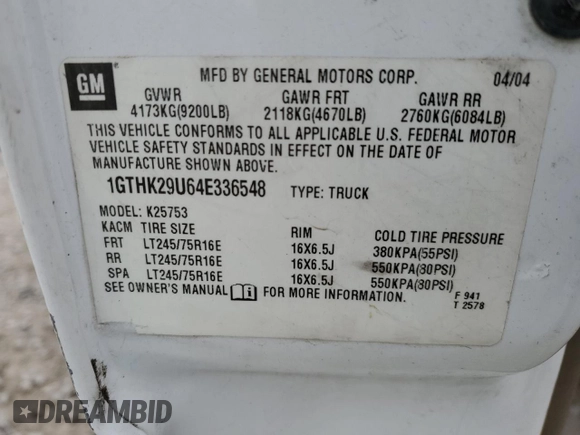 GM
MFD BY GENERAL MOTORS CORP. 04/04
GVWR GAWR FRT GAWR RR
4173KG(9200LB) 2118KG(4670LB) 2760KG(6084LB)
THIS VEHICLE CONFORMS TO ALL APPLICABLE U.S. FEDERAL MOTOR
VEHICLE SAFETY STANDARDS IN EFFECT ON THE DATE OF
MANUFACTURE SHOWN ABOVE.
1GTHK29U64E336548 TYPE: TRUCK
MODEL: K25753
KACM TIRE SIZE RIM COLD TIRE PRESSURE
FRT LT245/75R16E 16X6.5J 380KPA(55PSI)
RR LT245/75R16E 16X6.5J 550KPA(80PSI)
SPA LT245/75R16E 16X6.5J 550KPA(80PSI)
SEE OWNER'S MANUAL FOR MORE INFORMATION.
F 941
T 2578
DREAMBID